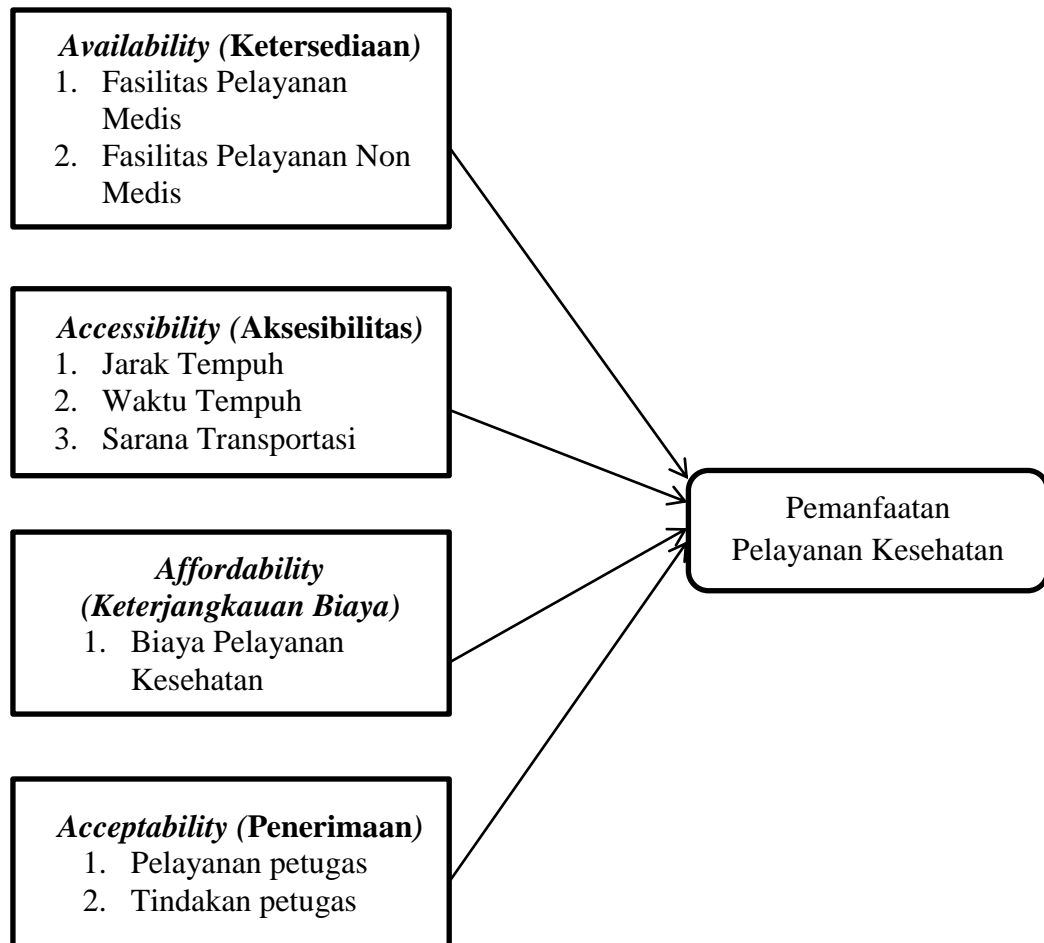 Availability (Ketersediaan)
1. Fasilitas Pelayanan
Medis
2. Fasilitas Pelayanan Non
Medis
Accessibility (Aksesibilitas)
1. Jarak Tempuh
2. Waktu Tempuh
3. Sarana Transportasi
Affordability
(Keterjangkauan Biaya)
1. Biaya Pelayanan
Kesehatan
Acceptability (Penerimaan)
1. Pelayanan petugas
2. Tindakan petugas
Pemanfaatan
Pelayanan Kesehatan